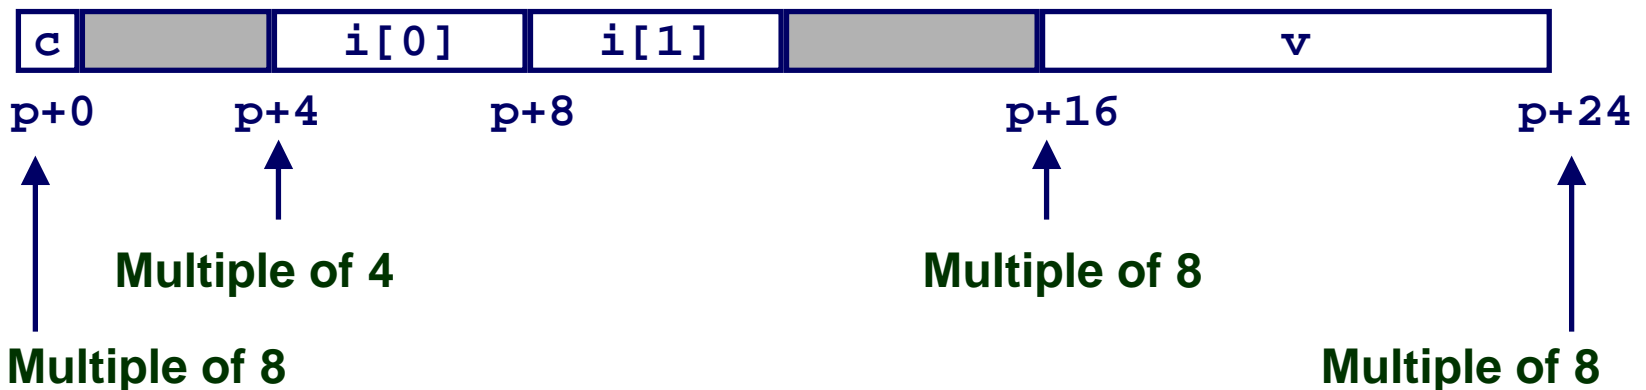 c i[0] i[1] v
p+0 p+4 p+8 p+16 p+24
Multiple of 4 Multiple of 8
Multiple of 8 Multiple of 8